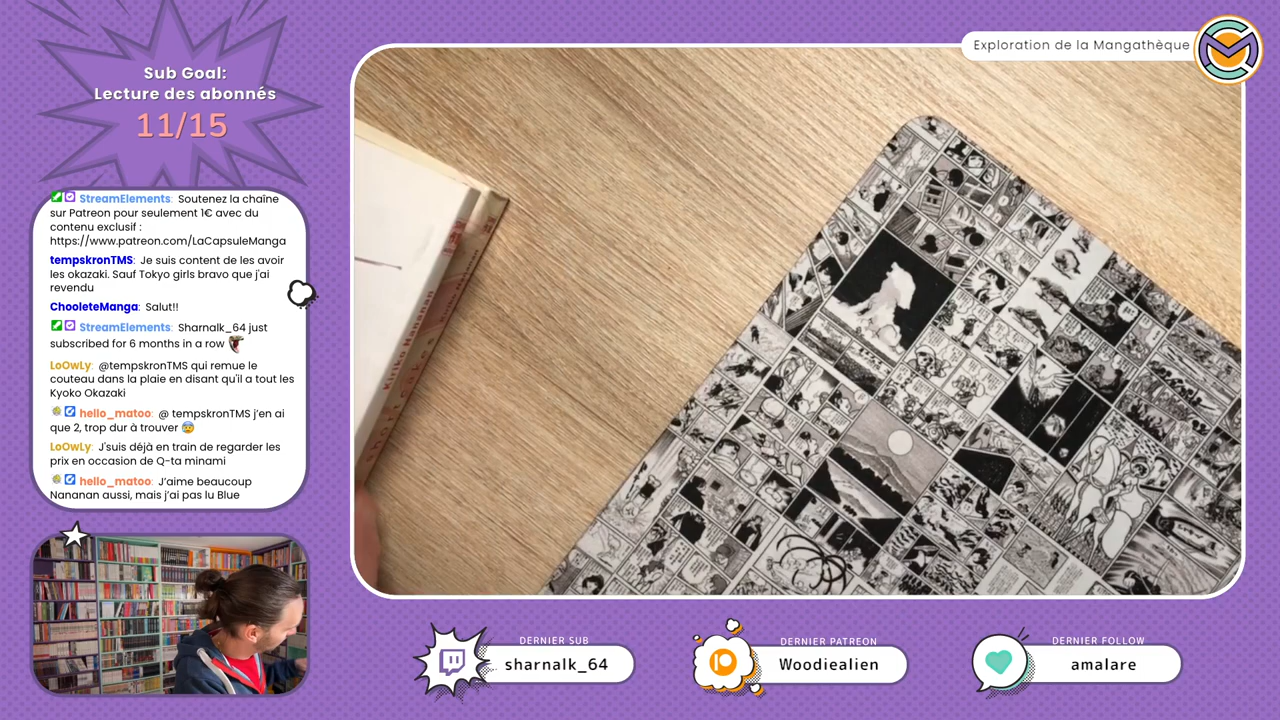 Exploration de la Mangathèque
Sub Goal:
Lecture des abonnés
11/15
StreamElements: Soutenez la chaîne
sur Patreon pour seulement 1€ avec du
contenu exclusif :
https://www.patreon.com/LaCapsuleManga
tempskronTMS: Je suis content de les avoir
les okazaki. Sauf Tokyo girls bravo que j'ai
revendu
ChooleteManga: Salut!!
StreamElements: Sharnalk_64 just
subscribed for 6 months in a row
LoOwLy: @tempskronTMS qui remue le
couteau dans la plaie en disant qu'il a tout les
Kyoko Okazaki
hello_matoo: @ tempskronTMS j'en ai
que 2, trop dur à trouver
LoOwLy: J'suis déjà en train de regarder les
prix en occasion de Q-ta minami
hello_matoo: J'aime beaucoup
Nananan aussi, mais j'ai pas lu Blue
Kiriko Nananan
DERNIER SUB
sharnalk_64
DERNIER PATREON
Woodiealien
DERNIER FOLLOW
amalare